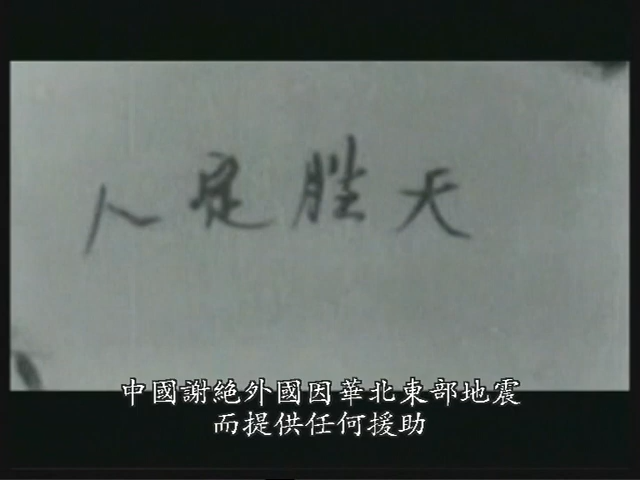 人定胜天
中國謝絕外國因華北東部地震
而提供任何援助